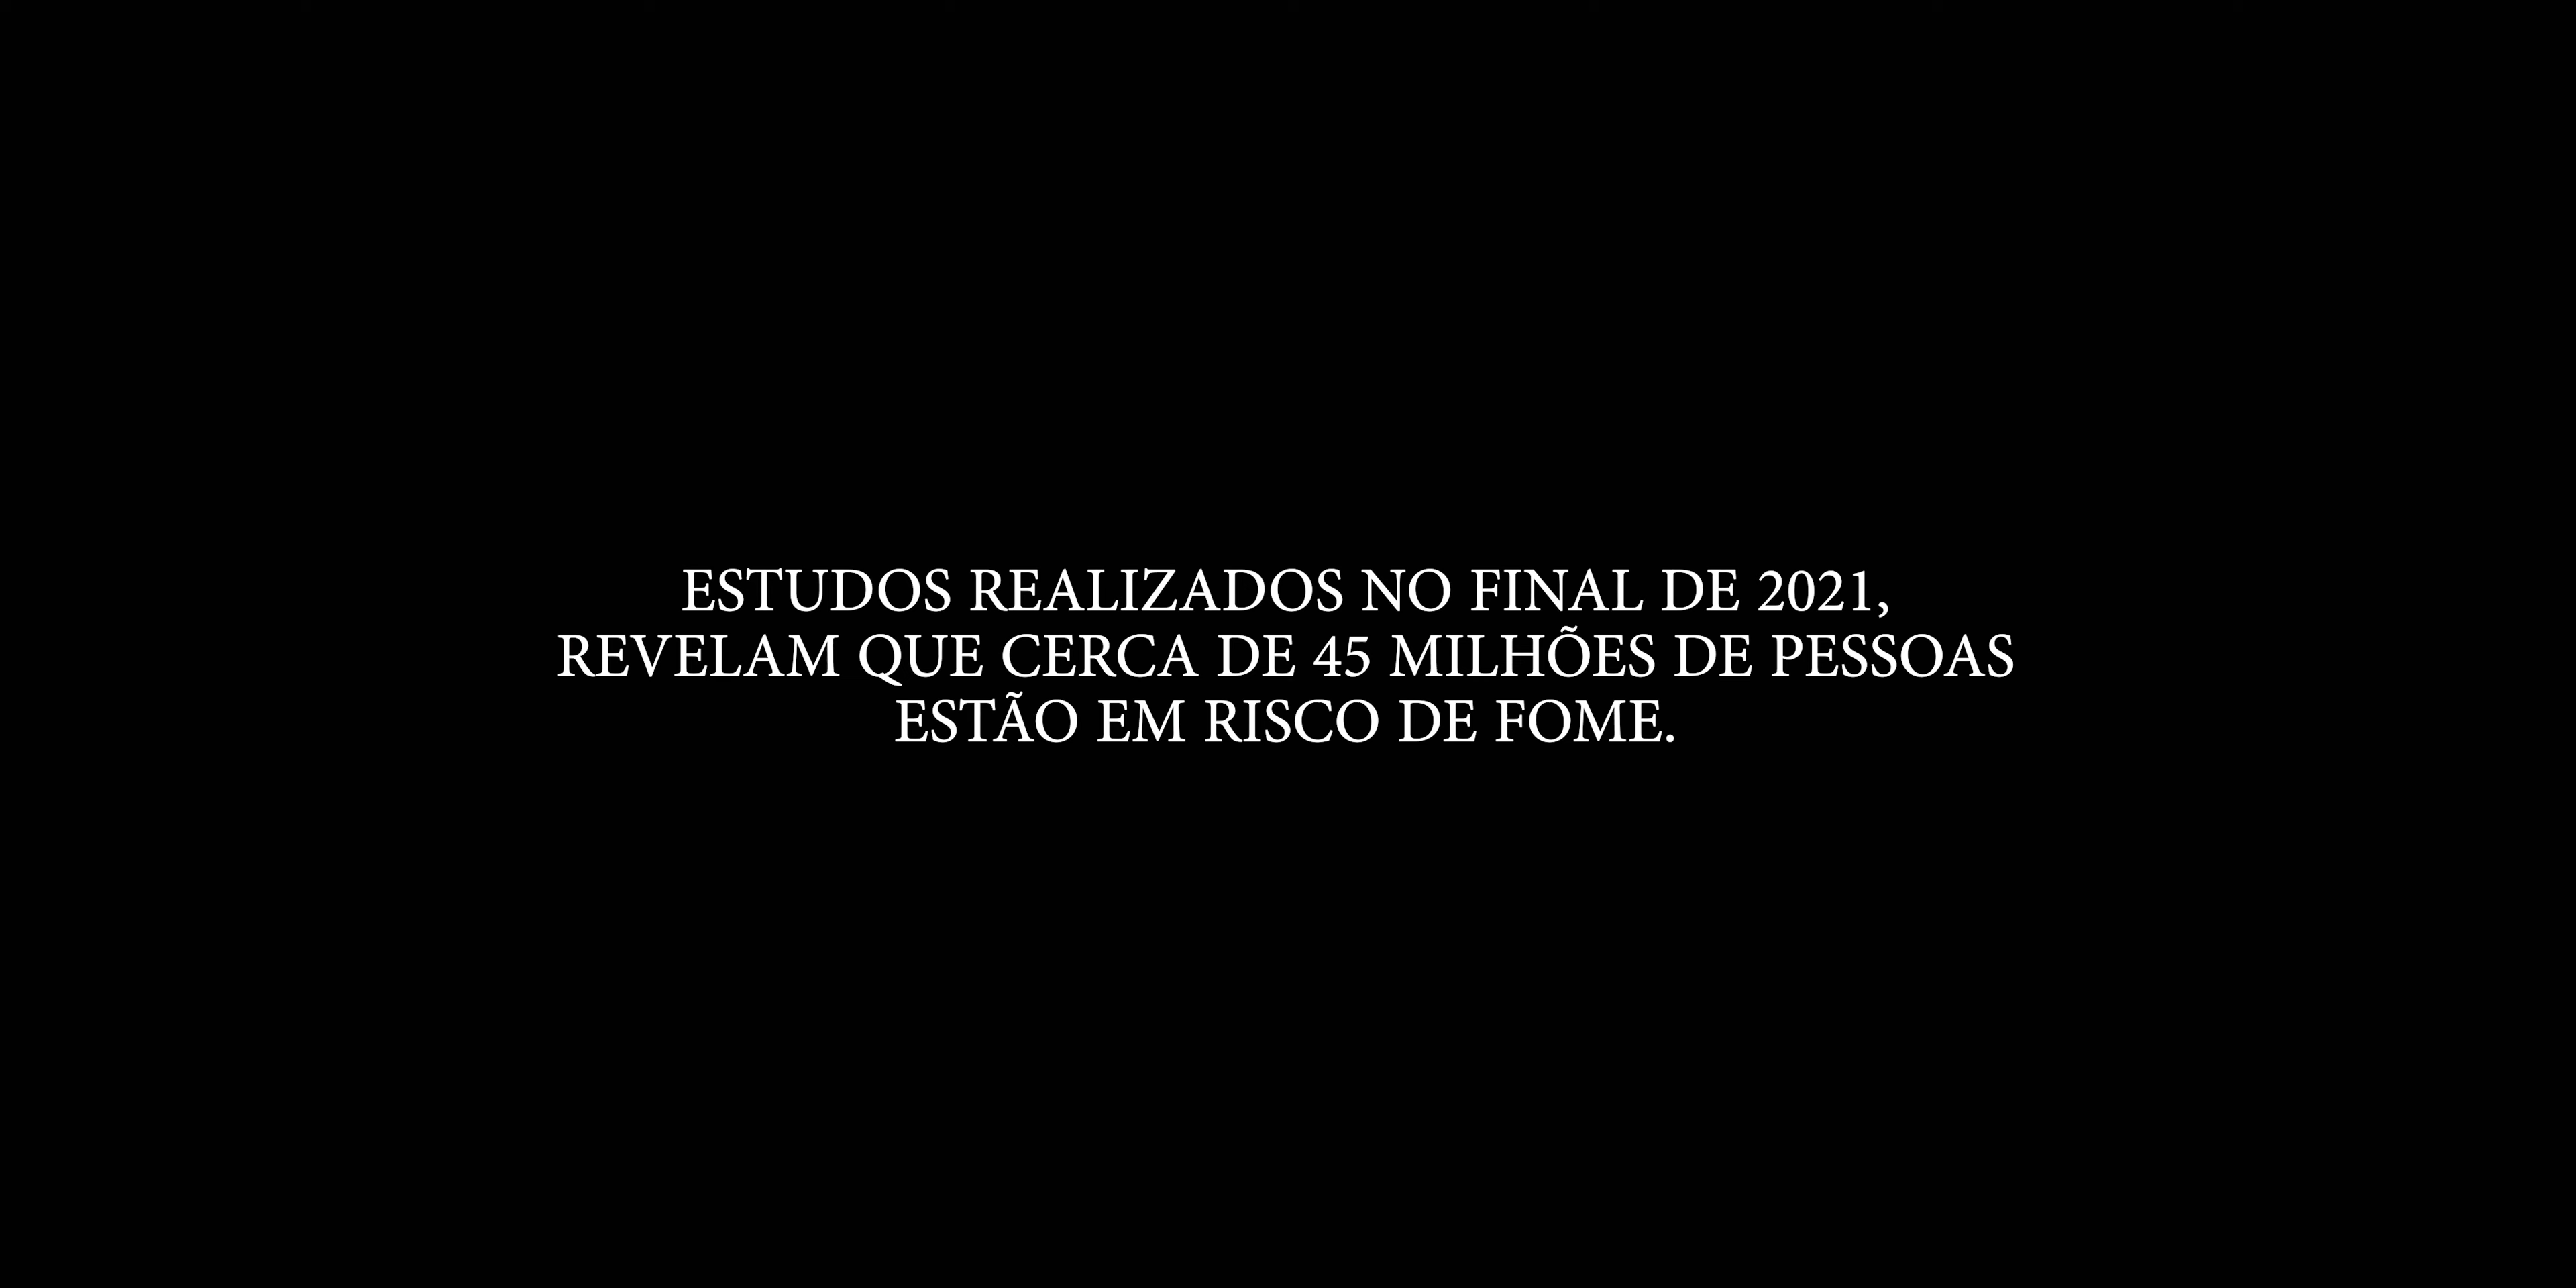 ESTUDOS REALIZADOS NO FINAL DE 2021,
REVELAM QUE CERCA DE 45 MILHÕES DE PESSOAS
ESTÃO EM RISCO DE FOME.